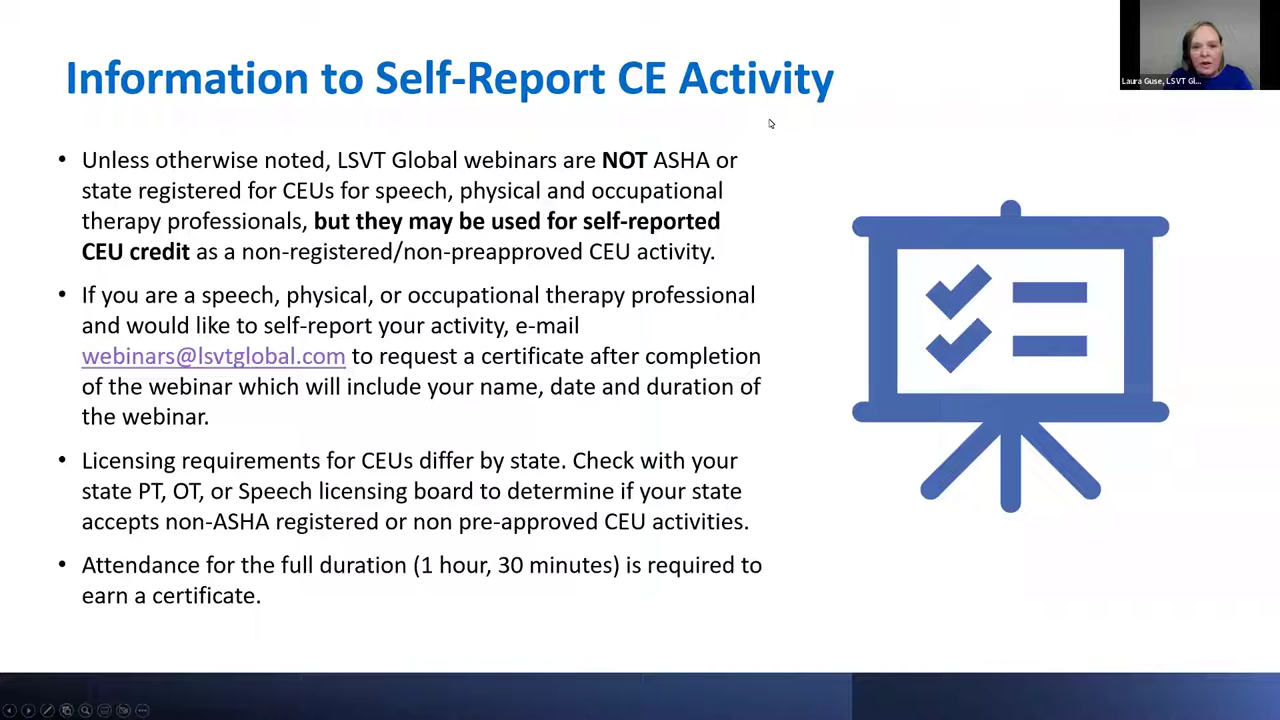 Information to Self-Report CE Activity
Laura Guse, LSVT Gl...
• Unless otherwise noted, LSVT Global webinars are NOT ASHA or
state registered for CEUs for speech, physical and occupational
therapy professionals, but they may be used for self-reported
CEU credit as a non-registered/non-preapproved CEU activity.
• If you are a speech, physical, or occupational therapy professional
and would like to self-report your activity, e-mail
webinars@lsvtglobal.com to request a certificate after completion
of the webinar which will include your name, date and duration of
the webinar.
• Licensing requirements for CEUs differ by state. Check with your
state PT, OT, or Speech licensing board to determine if your state
accepts non-ASHA registered or non pre-approved CEU activities.
• Attendance for the full duration (1 hour, 30 minutes) is required to
earn a certificate.